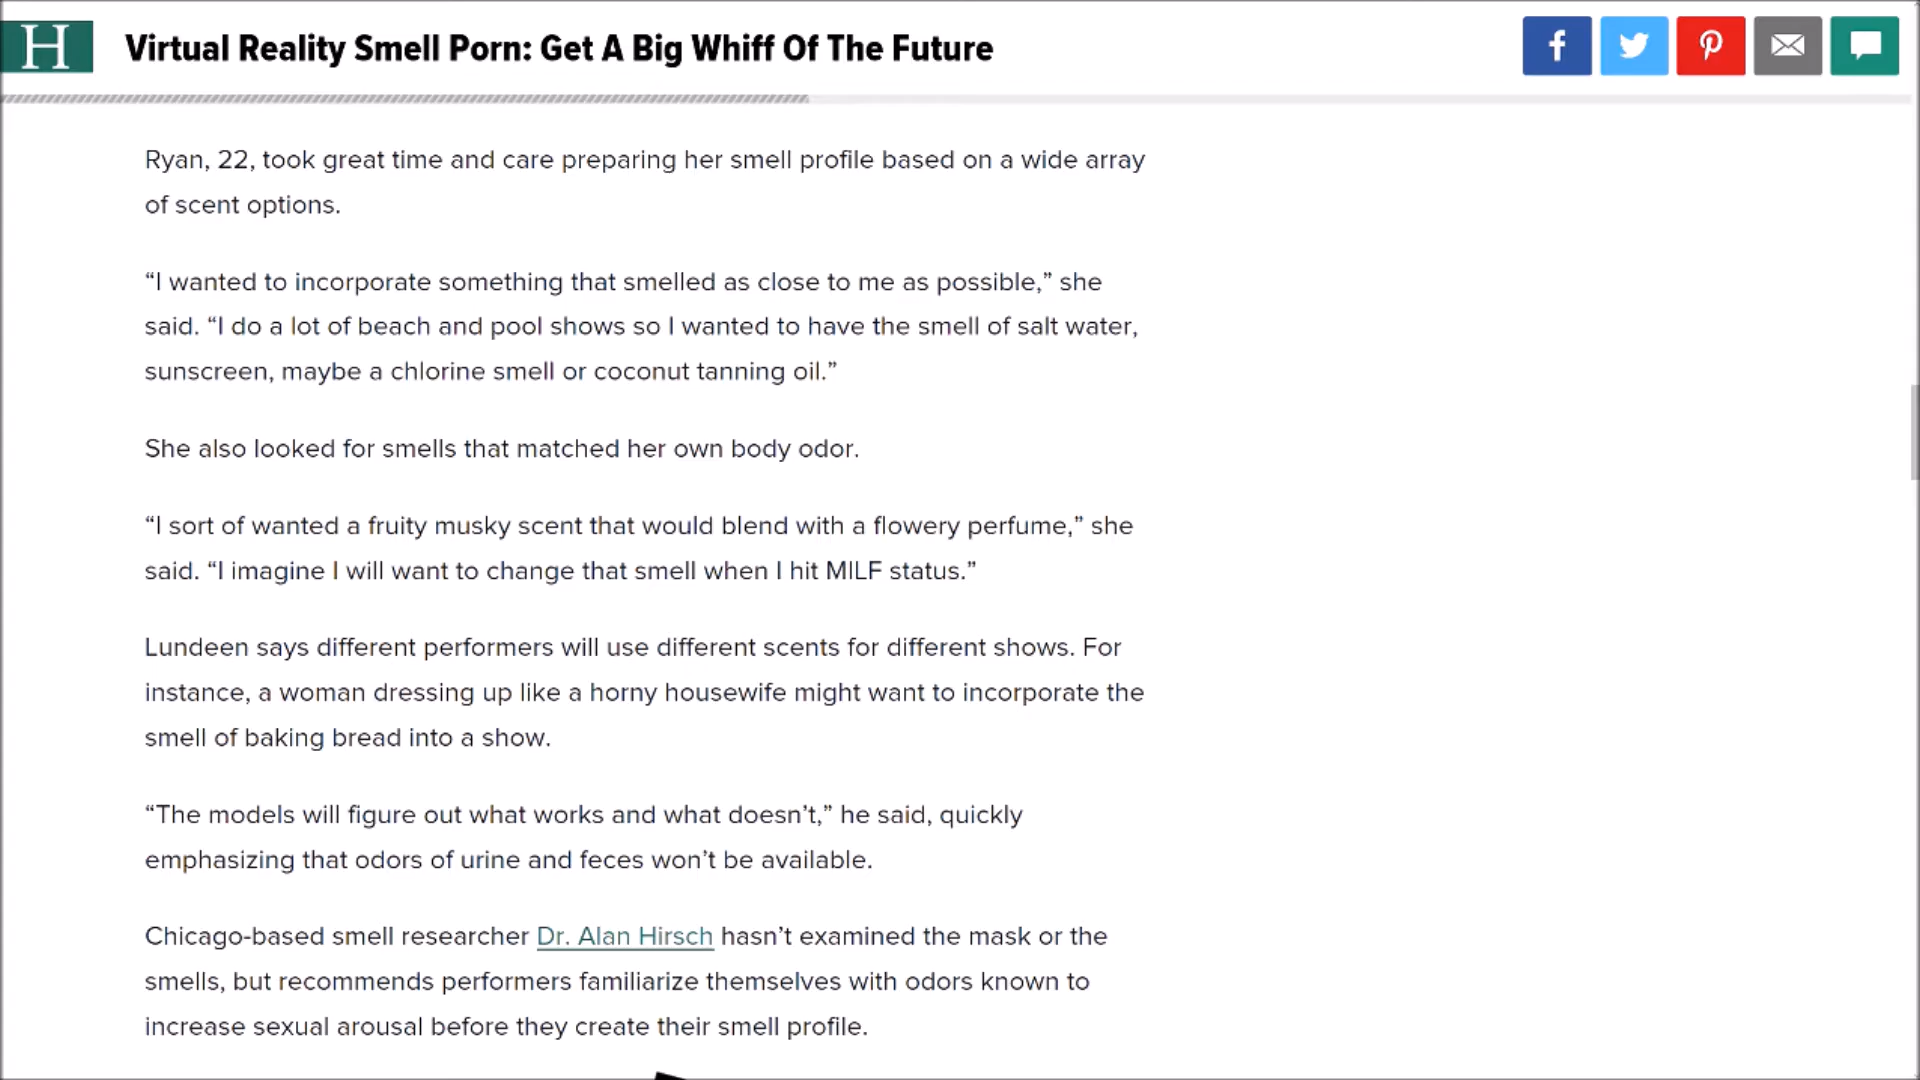 H
Virtual Reality Smell Porn: Get A Big Whiff Of The Future
Ryan, 22, took great time and care preparing her smell profile based on a wide array
of scent options.
“I wanted to incorporate something that smelled as close to me as possible,” she
said. “I do a lot of beach and pool shows so I wanted to have the smell of salt water,
sunscreen, maybe a chlorine smell or coconut tanning oil.”
She also looked for smells that matched her own body odor.
“I sort of wanted a fruity musky scent that would blend with a flowery perfume,” she
said. “I imagine I will want to change that smell when I hit MILF status.”
Lundeen says different performers will use different scents for different shows. For
instance, a woman dressing up like a horny housewife might want to incorporate the
smell of baking bread into a show.
“The models will figure out what works and what doesn’t,” he said, quickly
emphasizing that odors of urine and feces won’t be available.
Chicago-based smell researcher Dr. Alan Hirsch hasn’t examined the mask or the
smells, but recommends performers familiarize themselves with odors known to
increase sexual arousal before they create their smell profile.